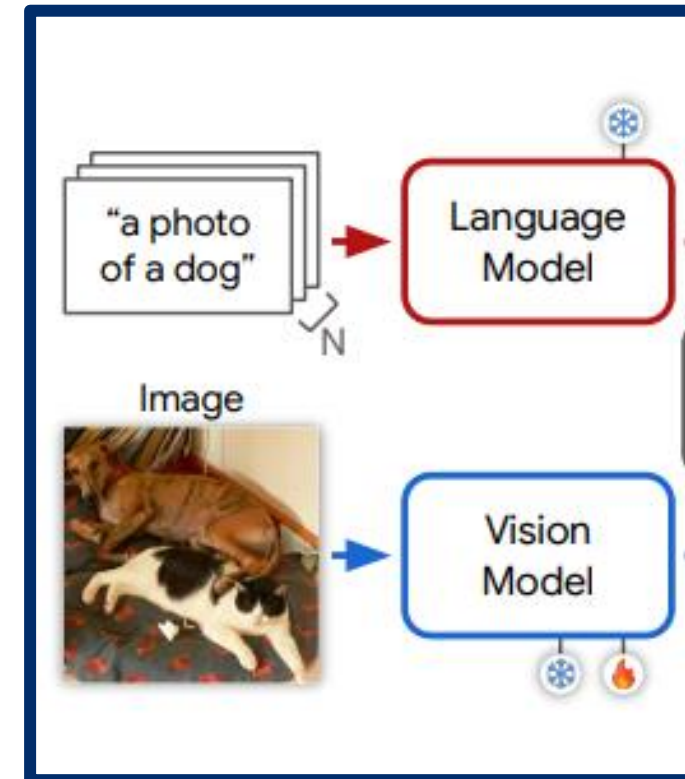 “a photo
of a dog”
N
Language
Model
Image
Vision
Model